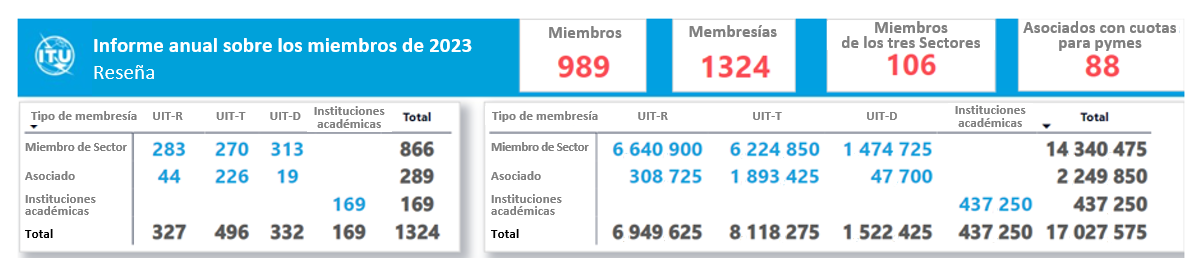 ITU
Informe anual sobre los miembros de 2023
Reseña
Miembros
989
Membresías
1324
Miembros
de los tres Sectores
106
Asociados con cuotas
para pymes
88
Tipo de membresía UIT-R UIT-T UIT-D Instituciones académicas Total
Miembro de Sector 283 270 313 866
Asociado 44 226 19 289
Instituciones académicas 169 169
Total 327 496 332 169 1324
Tipo de membresía UIT-R UIT-T UIT-D Instituciones académicas Total
Miembro de Sector 6 640 900 6 224 850 1 474 725 14 340 475
Asociado 308 725 1 893 425 47 700 2 249 850
Instituciones académicas 437 250 437 250
Total 6 949 625 8 118 275 1 522 425 437 250 17 027 575